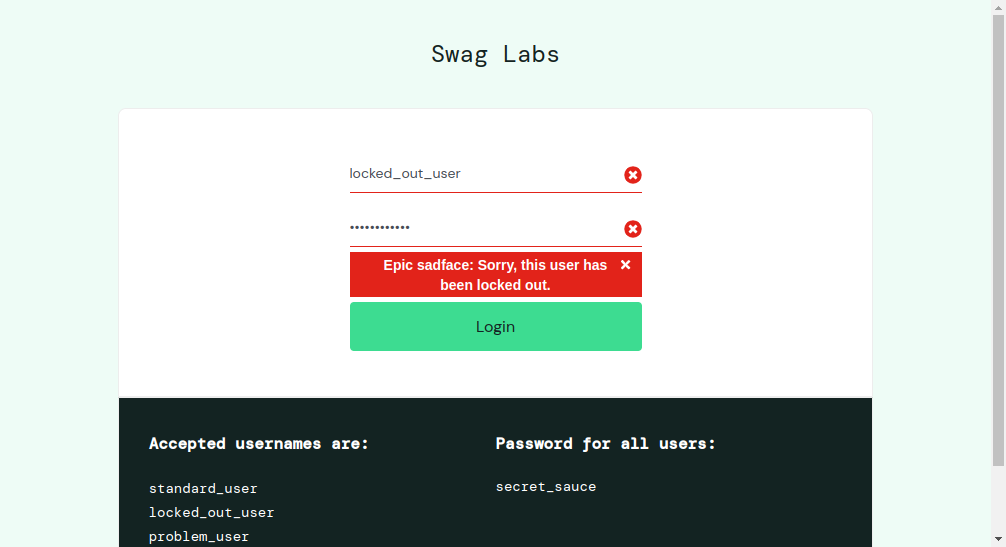 Swag Labs
locked_out_user
••••••••••••
Epic sadface: Sorry, this user has
been locked out.
Login
Accepted usernames are:
standard_user
locked_out_user
problem_user
Password for all users:
secret_sauce